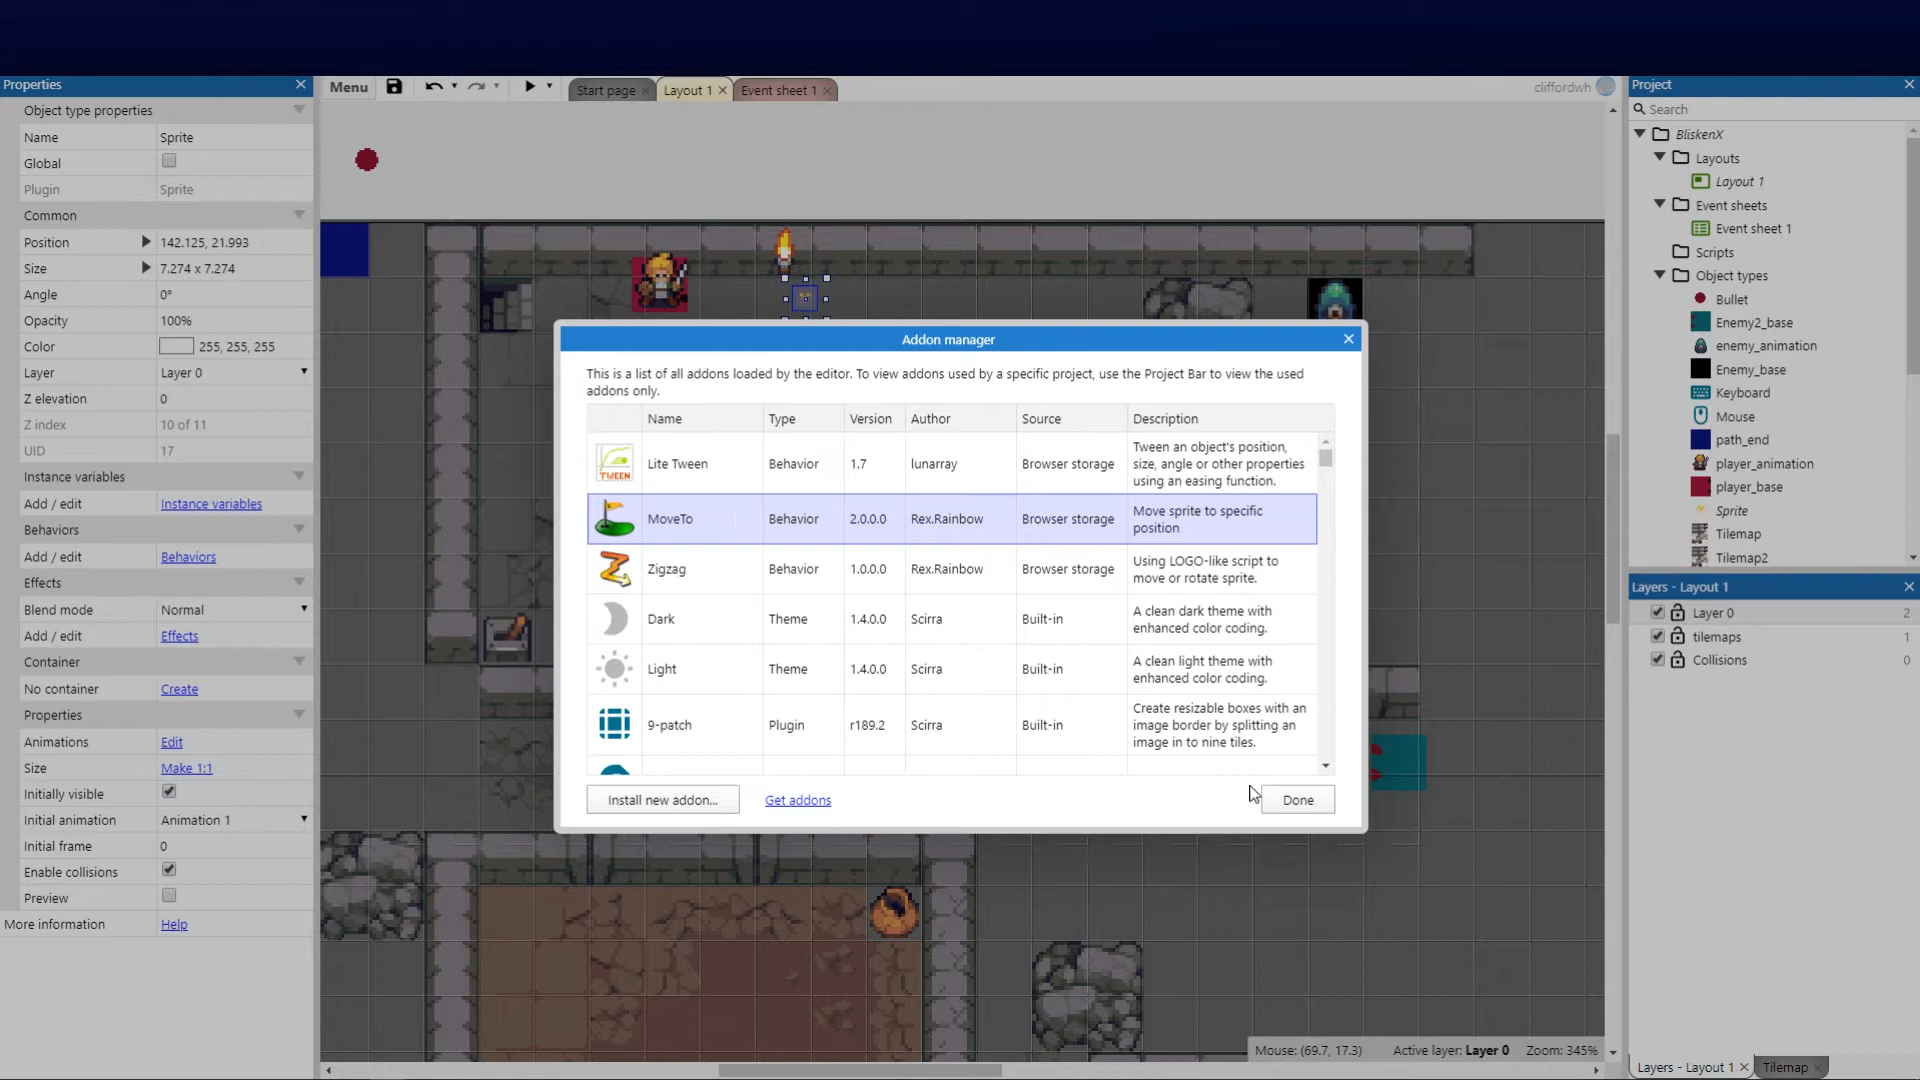 Properties
Object type properties
Name Sprite
Global
Plugin Sprite
Common
Position 142.125, 21.993
Size 7.274 x 7.274
Angle 0°
Opacity 100%
Color 255, 255, 255
Layer Layer 0
Z elevation 0
Z index 10 of 11
UID 17
Instance variables
Add / edit Instance variables
Behaviors
Add / edit Behaviors
Effects
Blend mode Normal
Add / edit Effects
Container
No container Create
Properties
Animations Edit
Size Make 1:1
Initially visible
Initial animation Animation 1
Initial frame 0
Enable collisions
Preview
More information Help
Menu
Start page
Layout 1
Event sheet 1
cliffordwh
Addon manager
This is a list of all addons loaded by the editor. To view addons used by a specific project, use the Project Bar to view the used
addons only.
Name Type Version Author Source Description
Lite Tween Behavior 1.7 lunarray Browser storage Tween an object's position,
size, angle or other properties
using an easing function.
TWEEN
MoveTo Behavior 2.0.0.0 Rex.Rainbow Browser storage Move sprite to specific
position
Zigzag Behavior 1.0.0.0 Rex.Rainbow Browser storage Using LOGO-like script to
move or rotate sprite.
Dark Theme 1.4.0.0 Scirra Built-in A clean dark theme with
enhanced color coding.
Light Theme 1.4.0.0 Scirra Built-in A clean light theme with
enhanced color coding.
9-patch Plugin r189.2 Scirra Built-in Create resizable boxes with an
image border by splitting an
image in to nine tiles.
Install new addon...
Get addons
Done
Mouse: (69.7, 17.3) Active layer: Layer 0 Zoom: 345%
Project
Search
BliskenX
Layouts
Layout 1
Event sheets
Event sheet 1
Scripts
Object types
Bullet
Enemy2_base
enemy_animation
Enemy_base
Keyboard
Mouse
path_end
player_animation
player_base
Sprite
Tilemap
Tilemap2
Layers - Layout 1
Layer 0 2
tilemaps 1
Collisions 0
Layers - Layout 1
Tilemap